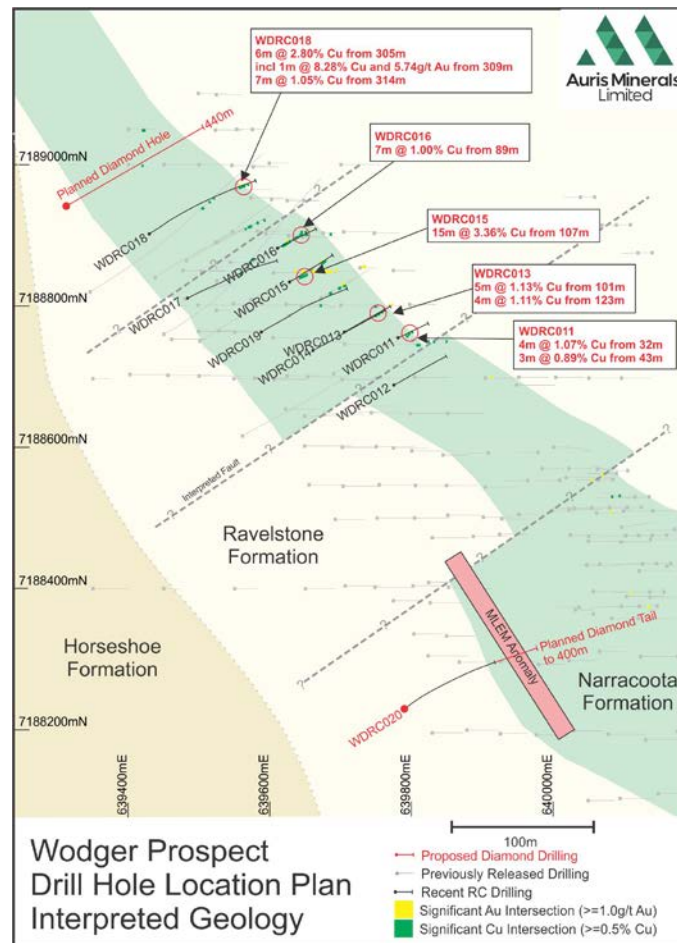 WDRC018
6m @ 2.80% Cu from 305m
incl 1m @ 8.28% Cu and 5.74g/t Au from 309m
7m @ 1.05% Cu from 314m
Auris Minerals
Limited
440m
Planned Diamond Hole
WDRC016
7m @ 1.00% Cu from 89m
7189000mN
WDRC018
WDRC015
15m @ 3.36% Cu from 107m
WDRC016
WDRC013
5m @ 1.13% Cu from 101m
4m @ 1.11% Cu from 123m
WDRC017
WDRC015
7188800mN
WDRC011
4m @ 1.07% Cu from 32m
3m @ 0.89% Cu from 43m
WDRC019
WDRC013
WDRC014
WDRC011
WDRC012
?
?
?
?
?
?
?
?
?
?
?
?
7188600mN
Interpreted Fault
Ravelstone
Formation
7188400mN
MLEM Anomaly
Planned Diamond Tail
to 400m
Horseshoe
Formation
Narracoota
Formation
WDRC020
7188200mN
639400mE
639600mE
639800mE
640000mE
100m
Wodger Prospect
Drill Hole Location Plan
Interpreted Geology
Proposed Diamond Drilling
Previously Released Drilling
Recent RC Drilling
Significant Au Intersection (>=1.0g/t Au)
Significant Cu Intersection (>=0.5% Cu)